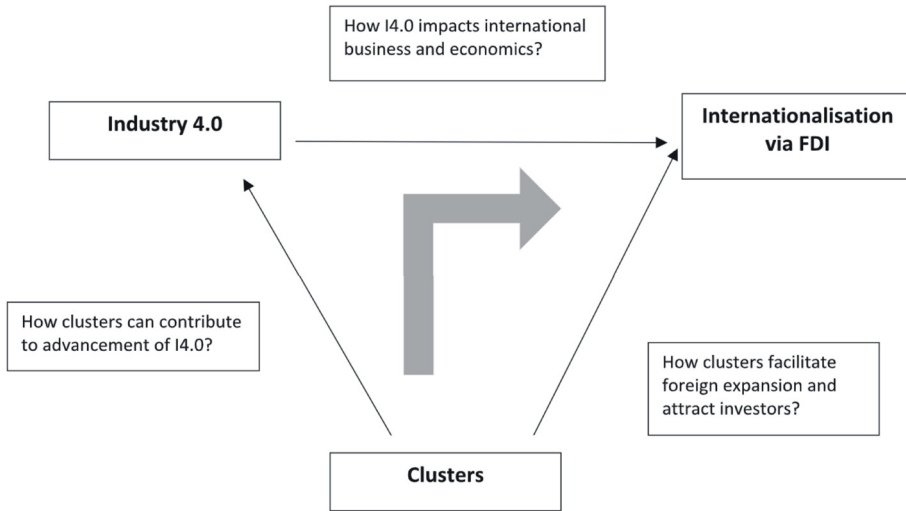 How I4.0 impacts international
business and economics?
Industry 4.0
Internationalisation
via FDI
How clusters can contribute
to advancement of I4.0?
How clusters facilitate
foreign expansion and
attract investors?
Clusters